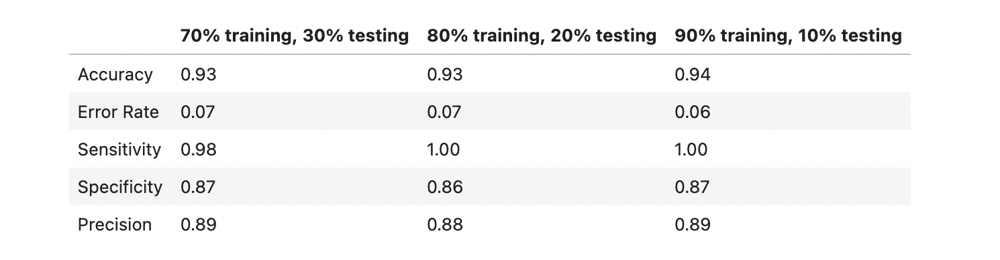 70% training, 30% testing 80% training, 20% testing 90% training, 10% testing
Accuracy 0.93 0.93 0.94
Error Rate 0.07 0.07 0.06
Sensitivity 0.98 1.00 1.00
Specificity 0.87 0.86 0.87
Precision 0.89 0.88 0.89